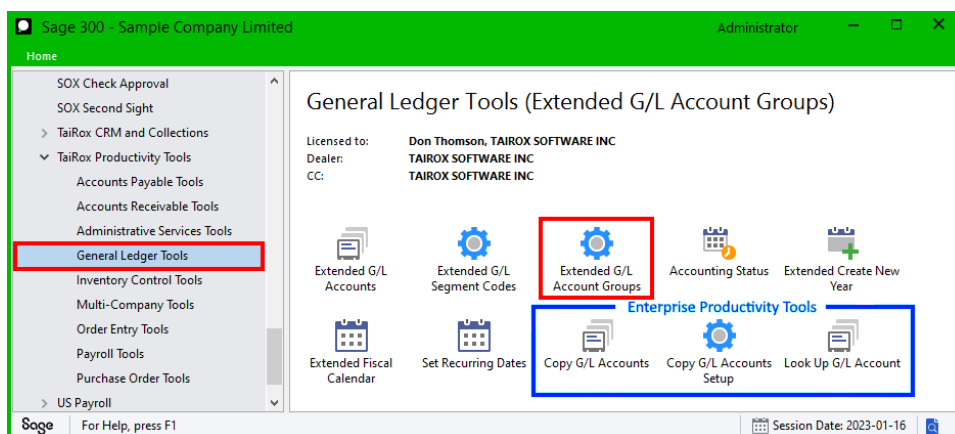 Sage 300 - Sample Company Limited
Administrator
Home
SOX Check Approval
SOX Second Sight
TaiRox CRM and Collections
TaiRox Productivity Tools
Accounts Payable Tools
Accounts Receivable Tools
Administrative Services Tools
General Ledger Tools
Inventory Control Tools
Multi-Company Tools
Order Entry Tools
Payroll Tools
Purchase Order Tools
US Payroll
General Ledger Tools (Extended G/L Account Groups)
Licensed to: Don Thomson, TAIROX SOFTWARE INC
Dealer: TAIROX SOFTWARE INC
CC: TAIROX SOFTWARE INC
Extended G/L
Accounts
Extended G/L
Segment Codes
Extended G/L
Account Groups
Accounting Status
Extended Create New
Year
Enterprise Productivity Tools
Extended Fiscal
Calendar
Set Recurring Dates
Copy G/L Accounts
Copy G/L Accounts
Setup
Look Up G/L Account
Sage
For Help, press F1
Session Date: 2023-01-16